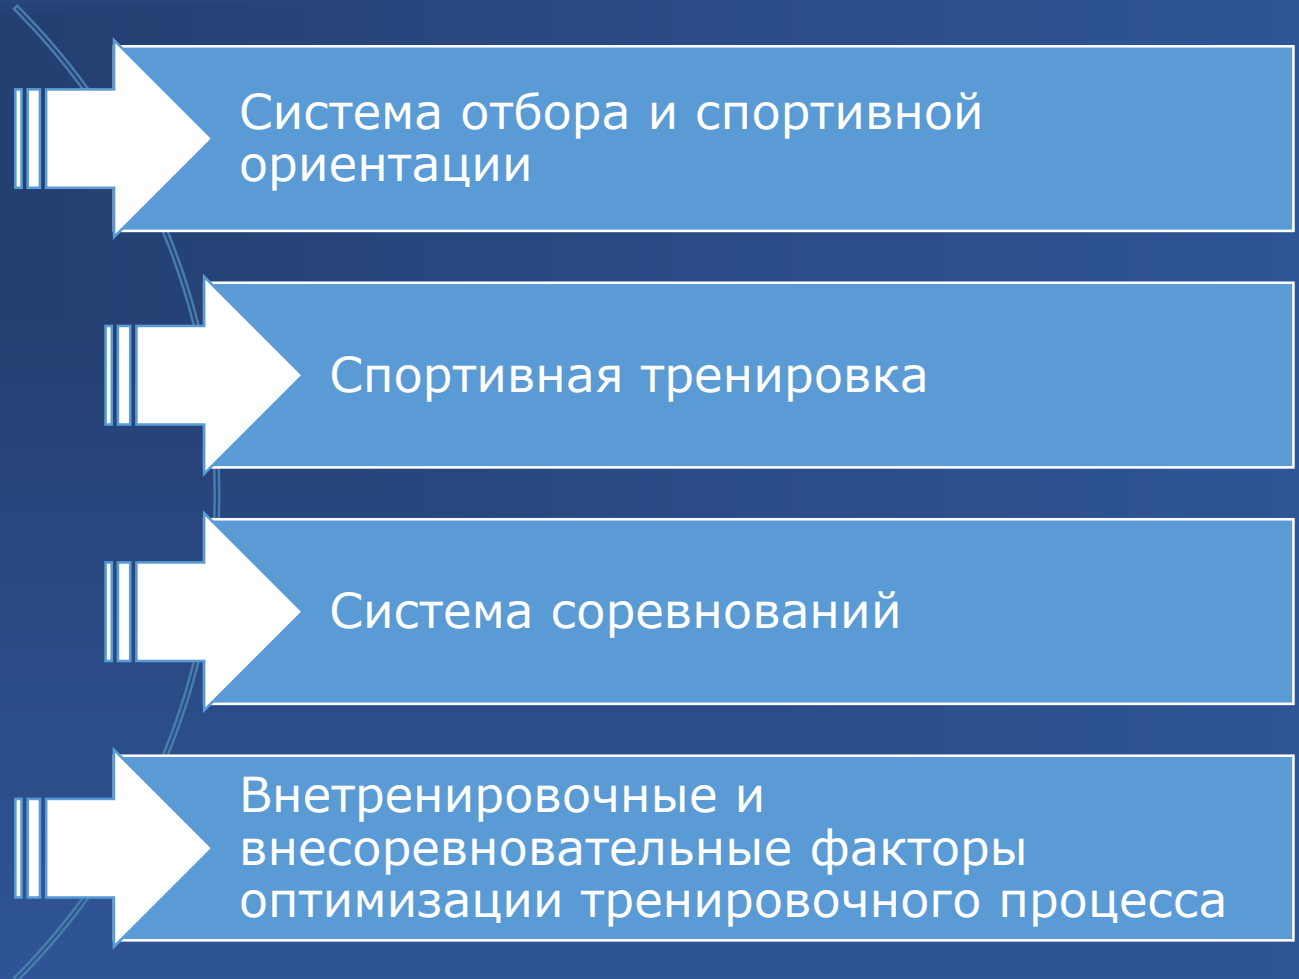 Система отбора и спортивной
ориентации
Спортивная тренировка
Система соревнований
Внетренировочные и
внесоревновательные факторы
оптимизации тренировочного процесса